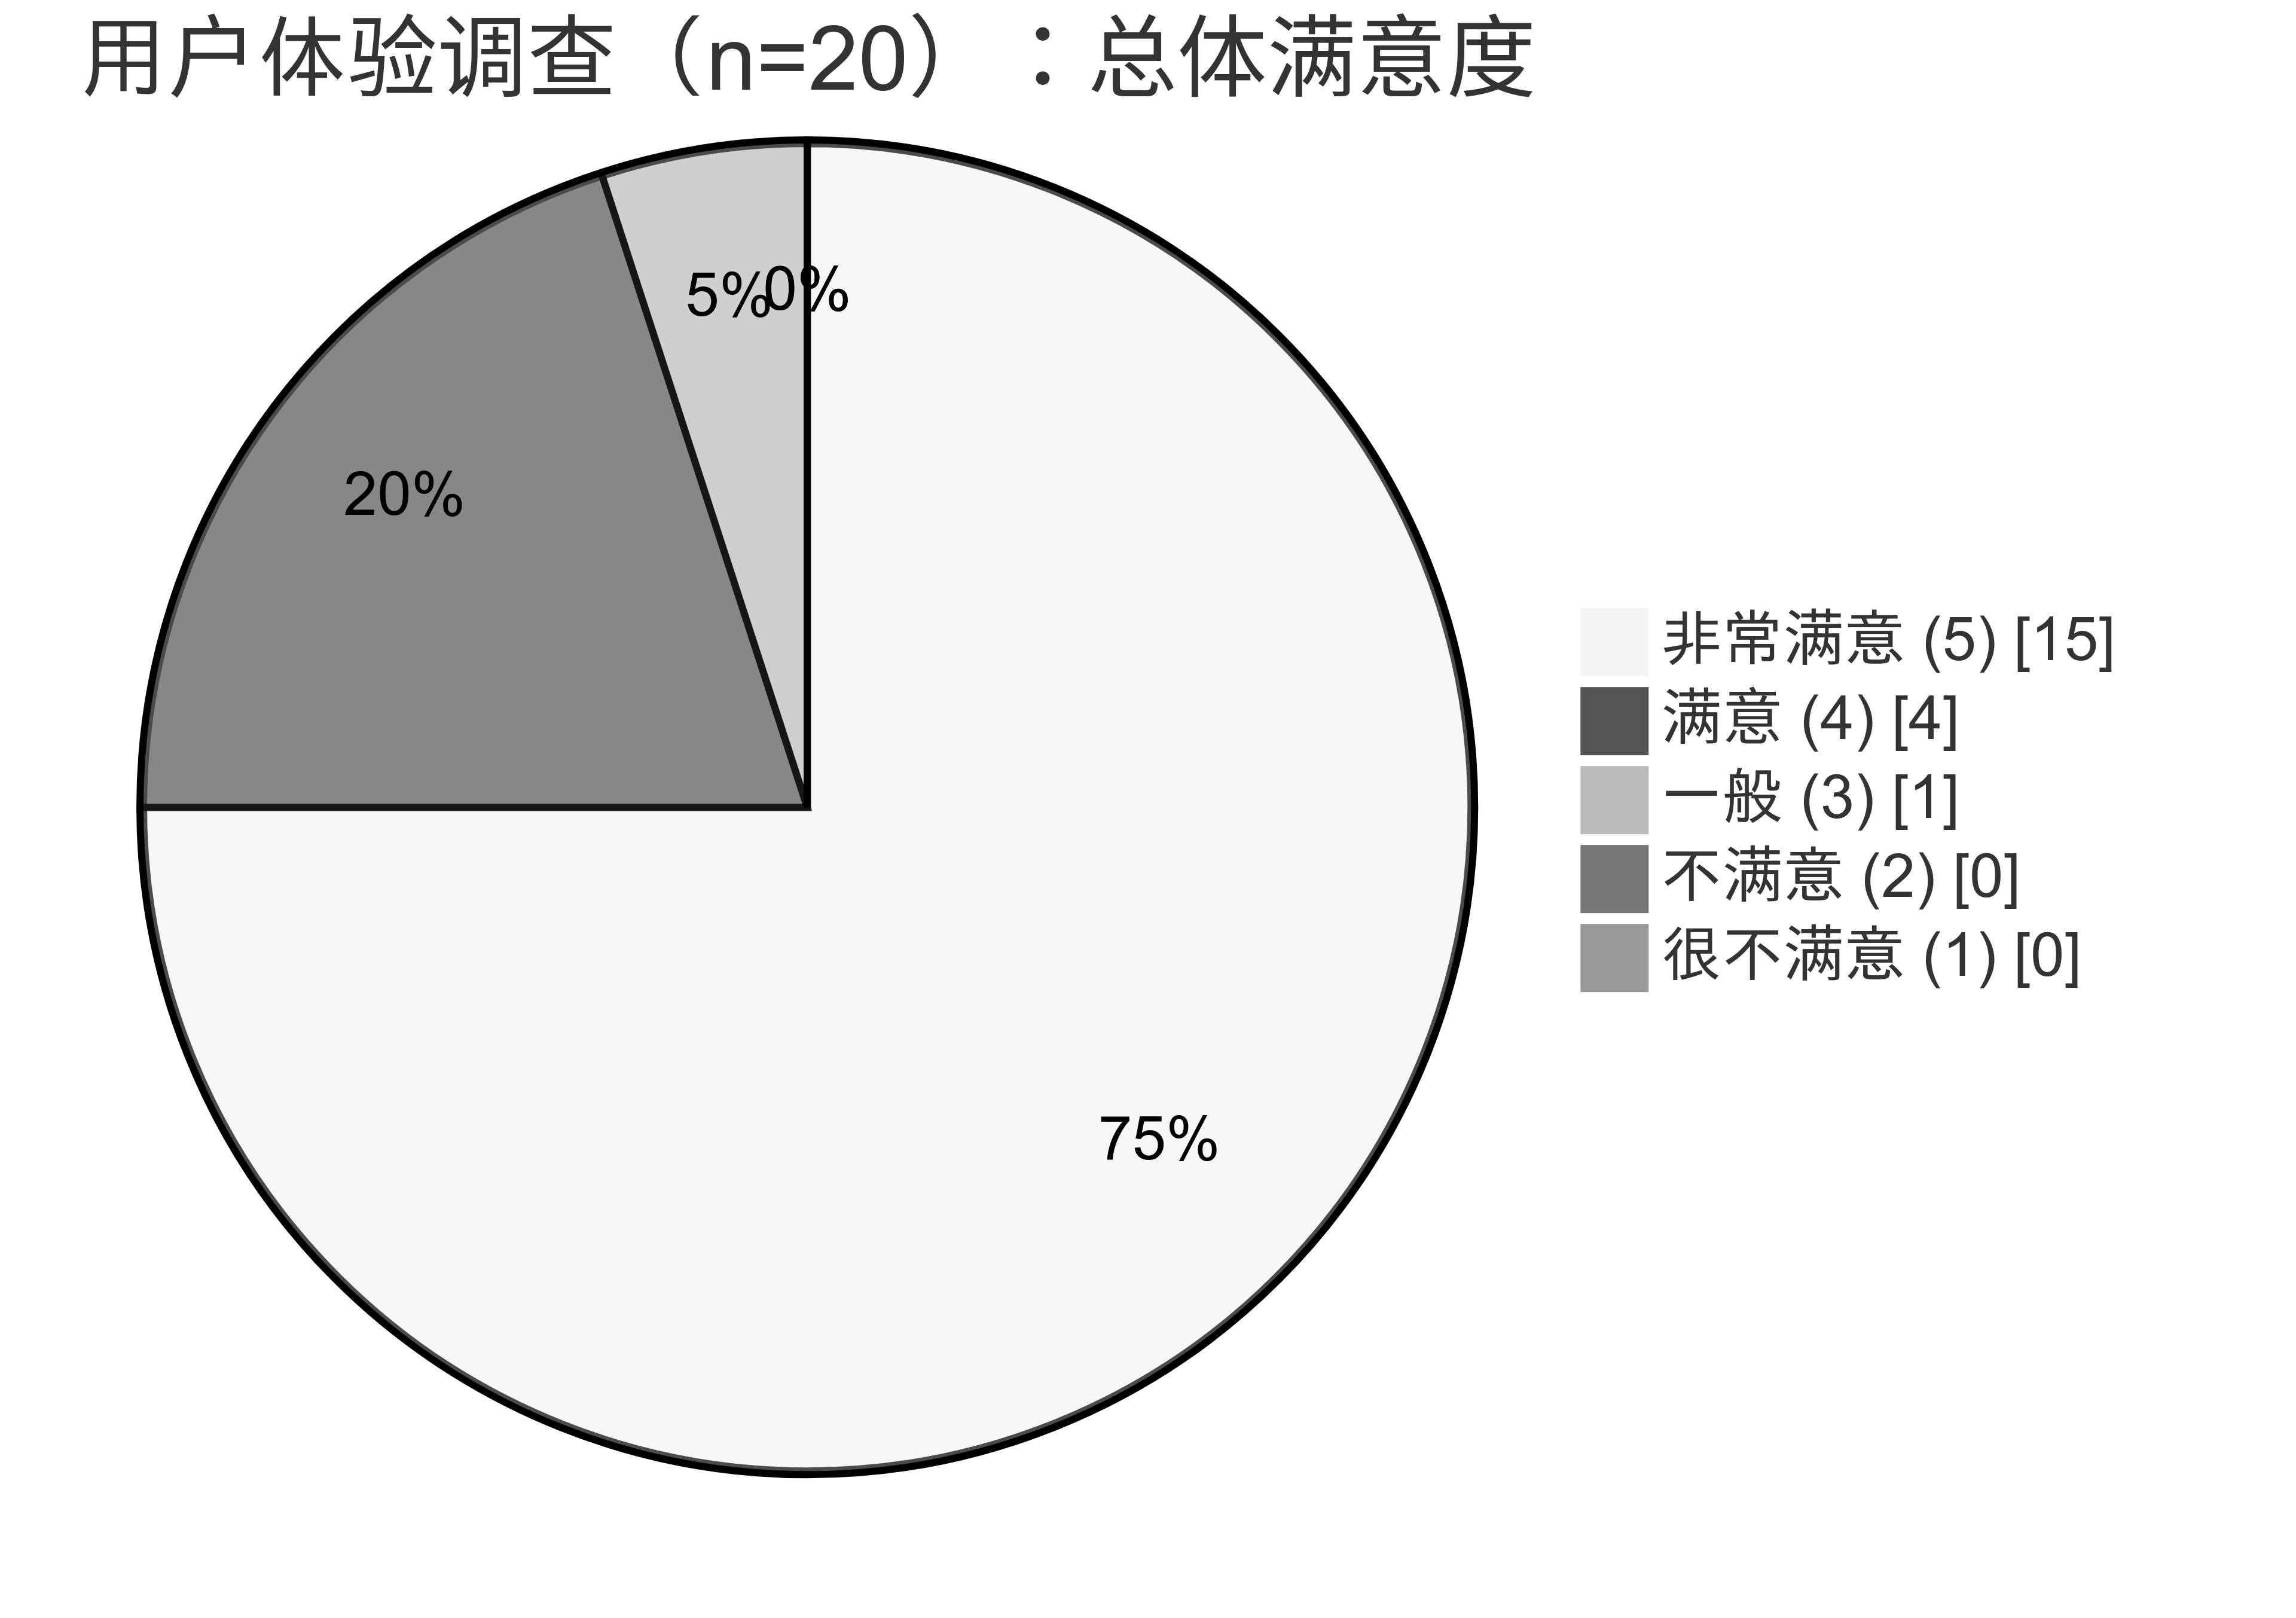 用户体验调查（n=20）：总体满意度
5%
0%
20%
75%
非常满意 (5) [15]
满意 (4) [4]
一般 (3) [1]
不满意 (2) [0]
很不满意 (1) [0]